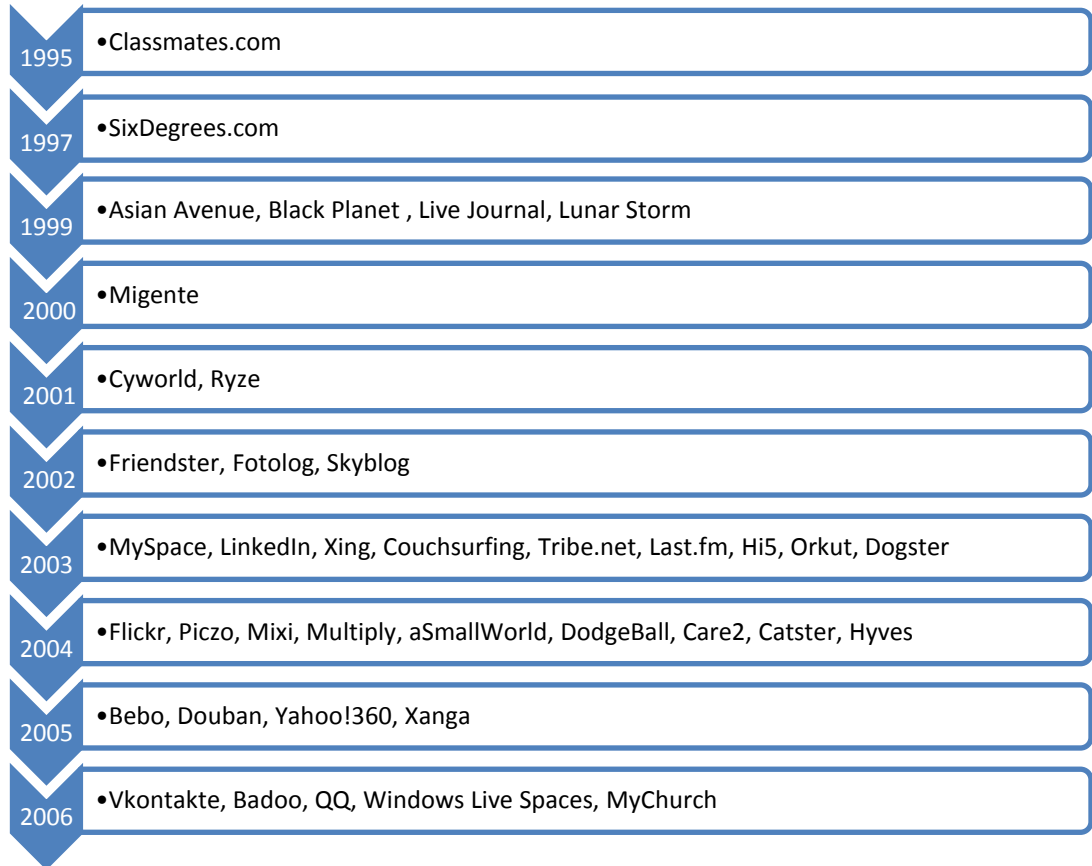 1995
•Classmates.com
1997
•SixDegrees.com
1999
•Asian Avenue, Black Planet , Live Journal, Lunar Storm
2000
•Migente
2001
•Cyworld, Ryze
2002
•Friendster, Fotolog, Skyblog
2003
•MySpace, LinkedIn, Xing, Couchsurfing, Tribe.net, Last.fm, Hi5, Orkut, Dogster
2004
•Flickr, Piczo, Mixi, Multiply, aSmallWorld, DodgeBall, Care2, Catster, Hyves
2005
•Bebo, Douban, Yahoo!360, Xanga
2006
•Vkontakte, Badoo, QQ, Windows Live Spaces, MyChurch